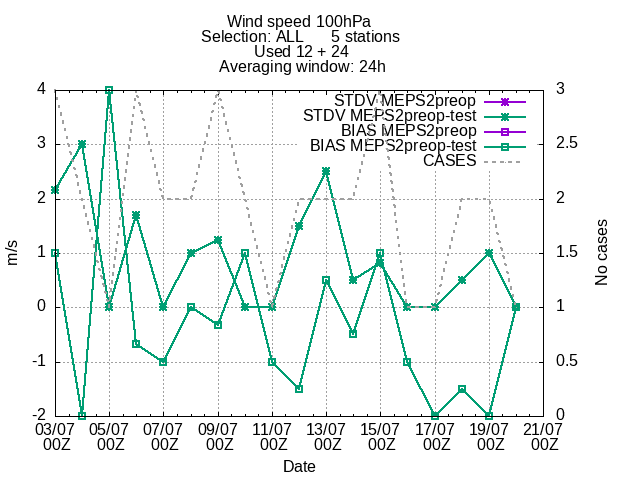 Wind speed 100hPa
Selection: ALL 5 stations
Used 12 + 24
Averaging window: 24h
STDV MEPS2preop
STDV MEPS2preop-test
BIAS MEPS2preop
BIAS MEPS2preop-test
CASES
4
3
2
1
0
-1
-2
m/s
3
2.5
2
1.5
1
0.5
0
No cases
03/07 05/07 07/07 09/07 11/07 13/07 15/07 17/07 19/07 21/07
00Z 00Z 00Z 00Z 00Z 00Z 00Z 00Z 00Z 00Z
Date